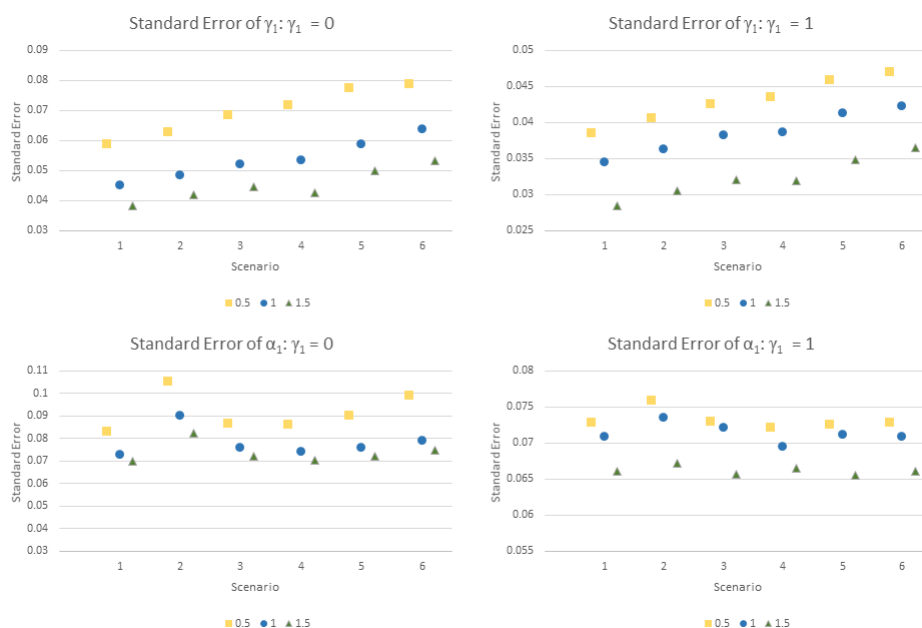 Standard Error of γ₁: γ₁ = 0
Standard Error
0.09
0.08
0.07
0.06
0.05
0.04
0.03
1 2 3 4 5 6
Scenario
0.5 1 1.5
Standard Error of γ₁: γ₁ = 1
Standard Error
0.05
0.045
0.04
0.035
0.03
0.025
1 2 3 4 5 6
Scenario
0.5 1 1.5
Standard Error of α₁: γ₁ = 0
Standard Error
0.11
0.1
0.09
0.08
0.07
0.06
0.05
0.04
0.03
1 2 3 4 5 6
Scenario
0.5 1 1.5
Standard Error of α₁: γ₁ = 1
Standard Error
0.08
0.075
0.07
0.065
0.06
0.055
1 2 3 4 5 6
Scenario
0.5 1 1.5